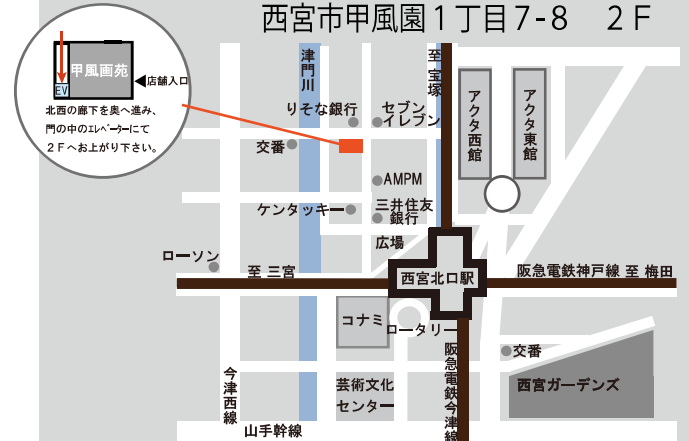 西宮市甲風園１丁目7-8　２Ｆ
甲風画苑
店舗入口
EV
北西の廊下を奥へ進み、
門の中のエレベーターにて
２Ｆへお上がり下さい。
津門川
至 宝塚
りそな銀行
セブン
イレブン
アクタ西館
アクタ東館
交番
AMPM
ケンタッキー
三井住友
銀行
広場
ローソン
至 三宮
西宮北口駅
阪急電鉄神戸線 至 梅田
コナミ
ロータリー
阪急電鉄今津線
交番
今津西線
芸術文化
センター
西宮ガーデンズ
山手幹線